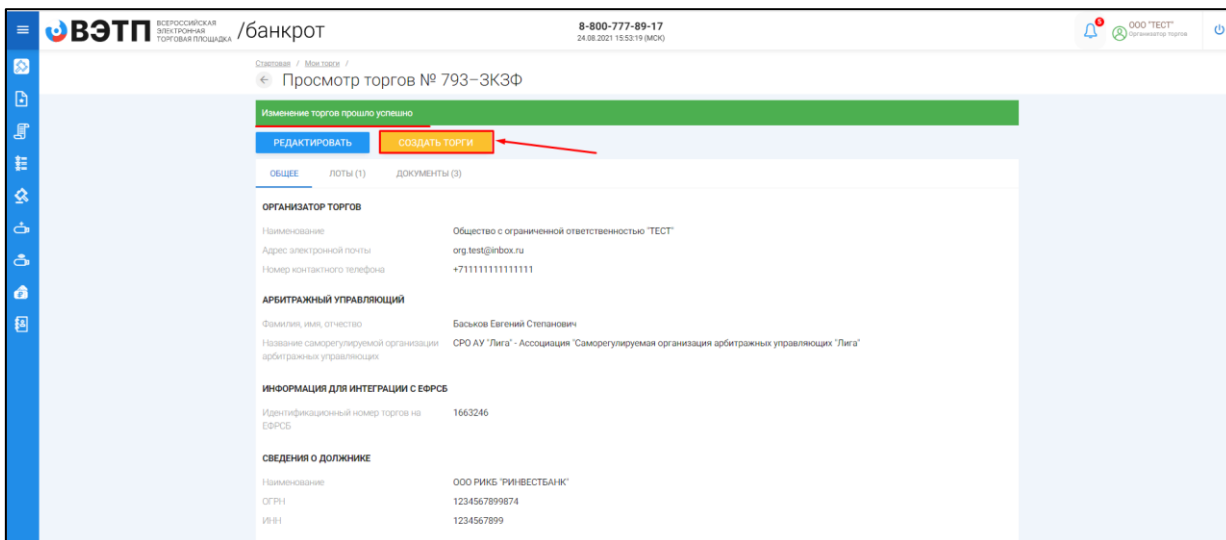 ВЭТП
ВСЕРОССИЙСКАЯ
ЭЛЕКТРОННАЯ
ТОРГОВАЯ ПЛОЩАДКА
/банкрот
8-800-777-89-17
24.08.2021 15:53:19 (МСК)
5
ООО "ТЕСТ"
Организатор торгов
Стартовая / Мои торги /
Просмотр торгов № 793–ЗКЗФ
Изменение торгов прошло успешно
РЕДАКТИРОВАТЬ
СОЗДАТЬ ТОРГИ
ОБЩЕЕ ЛОТЫ (1) ДОКУМЕНТЫ (3)
ОРГАНИЗАТОР ТОРГОВ
Наименование Общество с ограниченной ответственностью "ТЕСТ"
Адрес электронной почты org.test@inbox.ru
Номер контактного телефона +711111111111111
АРБИТРАЖНЫЙ УПРАВЛЯЮЩИЙ
Фамилия, имя, отчество Баськов Евгений Степанович
Название саморегулируемой организации СРО АУ "Лига" - Ассоциация "Саморегулируемая организация арбитражных управляющих "Лига"
арбитражных управляющих
ИНФОРМАЦИЯ ДЛЯ ИНТЕГРАЦИИ С ЕФРСБ
Идентификационный номер торгов на 1663246
ЕФРСБ
СВЕДЕНИЯ О ДОЛЖНИКЕ
Наименование ООО РИКБ "РИНВЕСТБАНК"
ОГРН 1234567899874
ИНН 1234567899